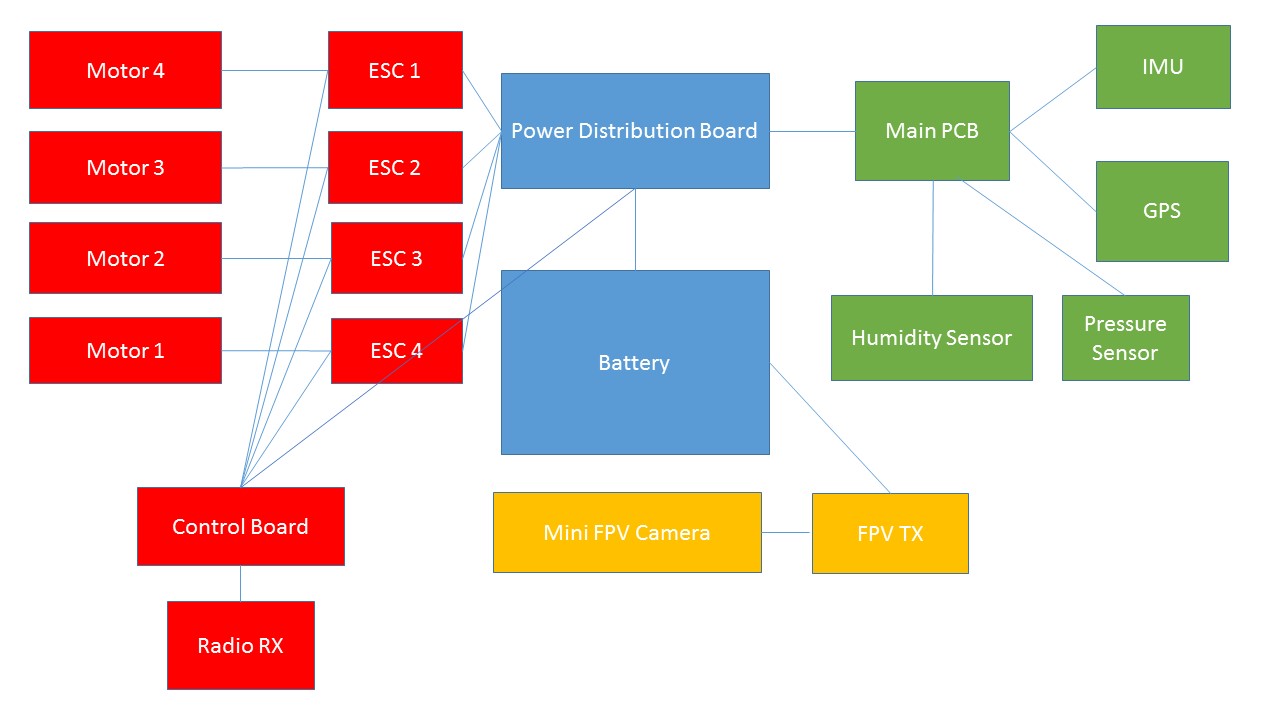 Motor 4
ESC 1
IMU
Power Distribution Board
Main PCB
Motor 3
ESC 2
GPS
Motor 2
ESC 3
Motor 1
ESC 4
Battery
Humidity Sensor
Pressure
Sensor
Control Board
Mini FPV Camera
FPV TX
Radio RX